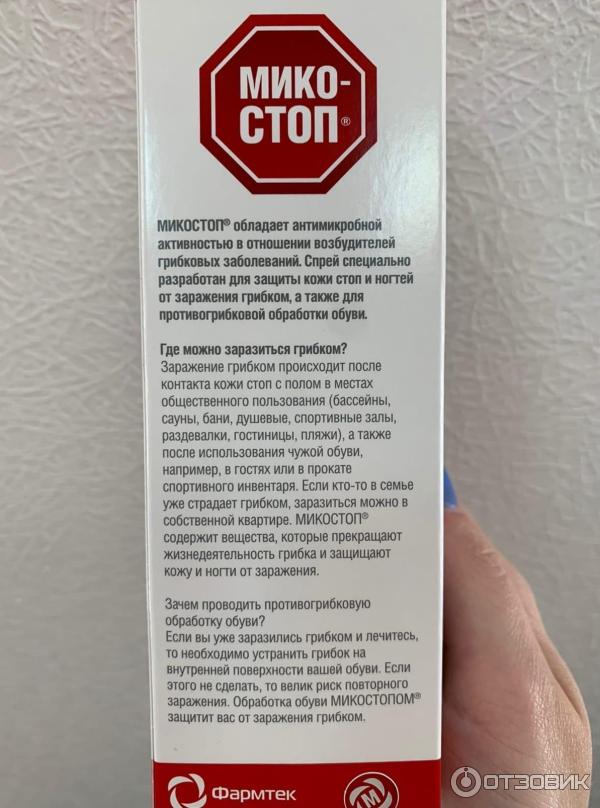 МИКО-
СТОП®
МИКОСТОП® обладает антимикробной
активностью в отношении возбудителей
грибковых заболеваний. Спрей специально
разработан для защиты кожи стоп и ногтей
от заражения грибком, а также для
противогрибковой обработки обуви.
Где можно заразиться грибком?
Заражение грибком происходит после
контакта кожи стоп с полом в местах
общественного пользования (бассейны,
сауны, бани, душевые, спортивные залы,
раздевалки, гостиницы, пляжи), а также
после использования чужой обуви,
например, в гостях или в прокате
спортивного инвентаря. Если кто-то в семье
уже страдает грибком, заразиться можно в
собственной квартире. МИКОСТОП®
содержит вещества, которые прекращают
жизнедеятельность грибка и защищают
кожу и ногти от заражения.
Зачем проводить противогрибковую
обработку обуви?
Если вы уже заразились грибком и лечитесь,
то необходимо устранить грибок на
внутренней поверхности вашей обуви. Если
этого не сделать, то велик риск повторного
заражения. Обработка обуви МИКОСТОПОМ®
защитит вас от заражения грибком.
Фармтек
М
ОТЗОВИК